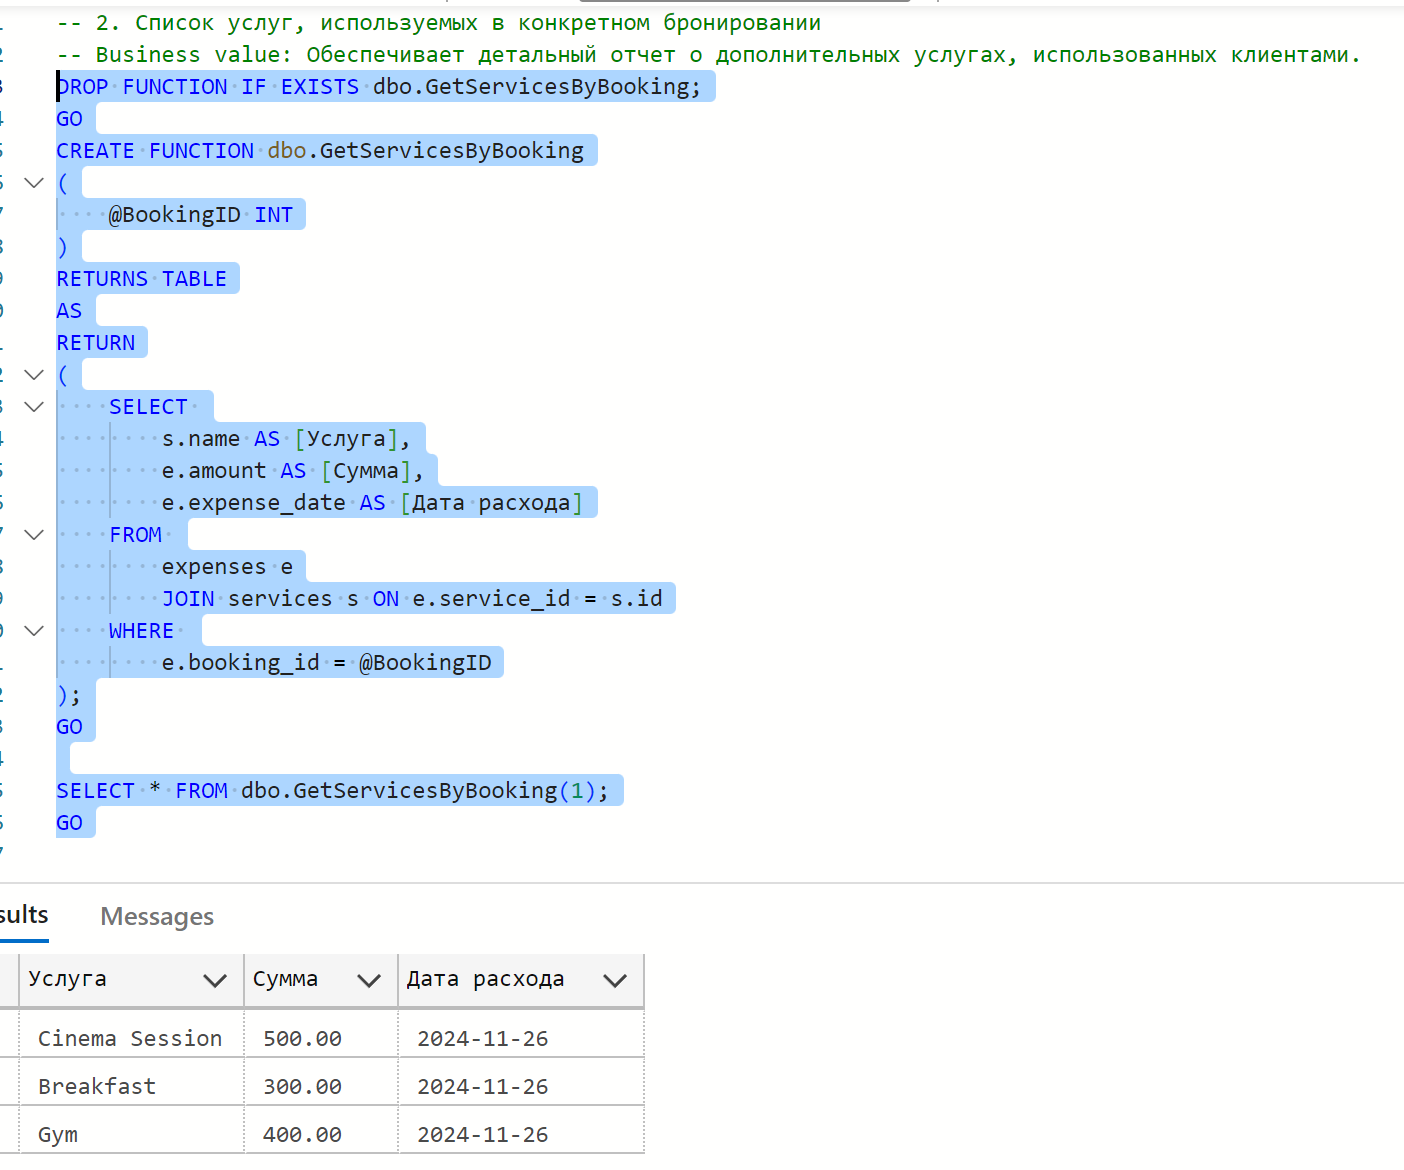 -- 2. Список услуг, используемых в конкретном бронировании
-- Business value: Обеспечивает детальный отчет о дополнительных услугах, использованных клиентами.
DROP FUNCTION IF EXISTS dbo.GetServicesByBooking;
GO
CREATE FUNCTION dbo.GetServicesByBooking
(
    @BookingID INT
)
RETURNS TABLE
AS
RETURN
(
    SELECT
        s.name AS [Услуга],
        e.amount AS [Сумма],
        e.expense_date AS [Дата расхода]
    FROM
        expenses e
        JOIN services s ON e.service_id = s.id
    WHERE
        e.booking_id = @BookingID
);
GO
SELECT * FROM dbo.GetServicesByBooking(1);
GO
sults Messages
Услуга Сумма Дата расхода
Cinema Session 500.00 2024-11-26
Breakfast 300.00 2024-11-26
Gym 400.00 2024-11-26